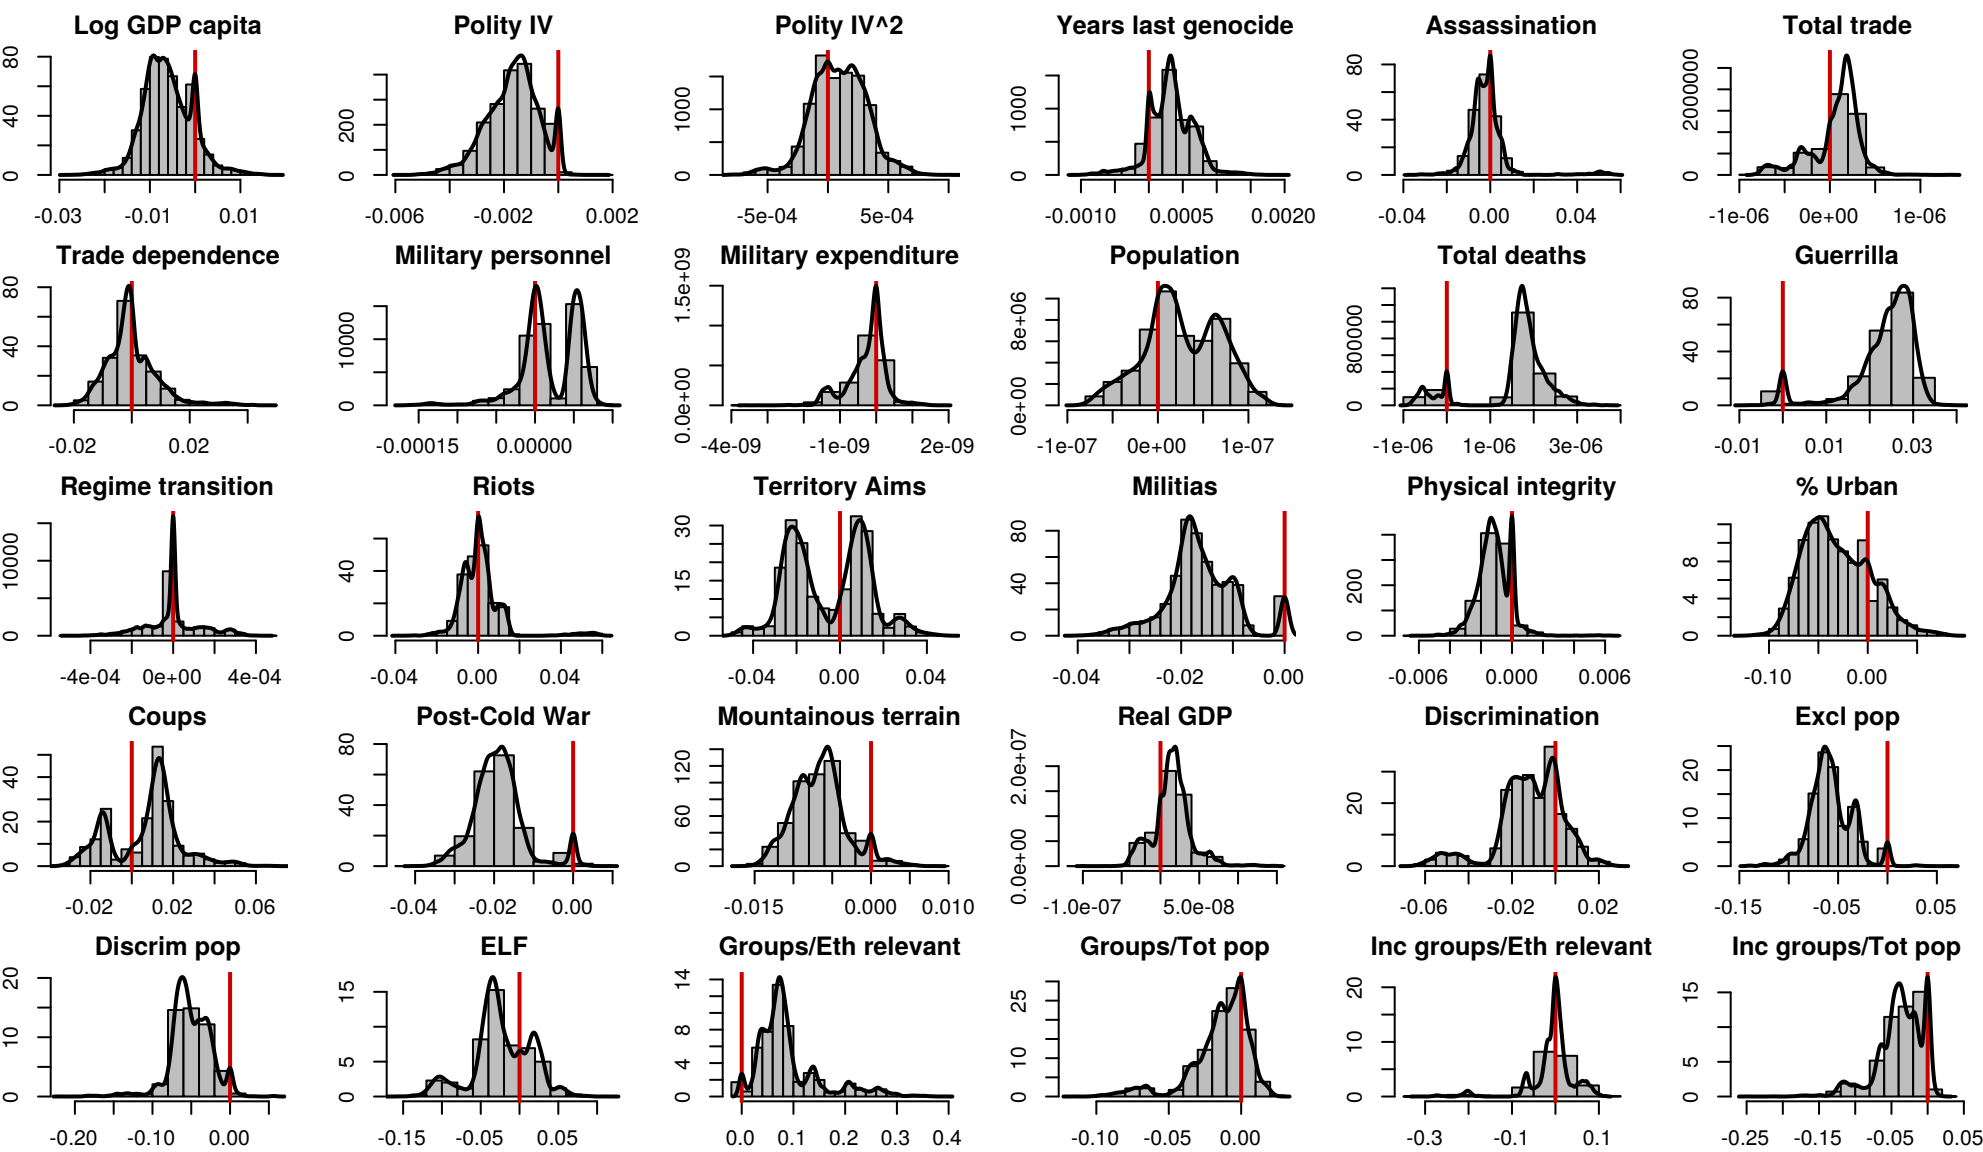 Log GDP capita
Polity IV
Polity IV^2
Years last genocide
Assassination
Total trade
0 40 80
-0.03 -0.01 0.01
0 200
-0.006 -0.002 0.002
0 1000
-5e-04 5e-04
0 1000
-0.0010 0.0005 0.0020
0 40 80
-0.04 0.00 0.04
0 2000000
-1e-06 0e+00 1e-06
Trade dependence
Military personnel
Military expenditure
Population
Total deaths
Guerrilla
0 40 80
-0.02 0.02
0 10000
-0.00015 0.00000
0.0e+00 1.5e+09
-4e-09 -1e-09 2e-09
0e+00 8e+06
-1e-07 0e+00 1e-07
0 800000
-1e-06 1e-06 3e-06
0 40 80
-0.01 0.01 0.03
Regime transition
Riots
Territory Aims
Militias
Physical integrity
% Urban
0 10000
-4e-04 0e+00 4e-04
0 40
-0.04 0.00 0.04
0 15 30
-0.04 0.00 0.04
0 40 80
-0.04 -0.02 0.00
0 200
-0.006 0.000 0.006
0 4 8
-0.10 0.00
Coups
Post-Cold War
Mountainous terrain
Real GDP
Discrimination
Excl pop
0 20 40
-0.02 0.02 0.06
0 40 80
-0.04 -0.02 0.00
0 60 120
-0.015 0.000 0.010
0.0e+00 2.0e+07
-1.0e-07 5.0e-08
0 20
-0.06 -0.02 0.02
0 10 20
-0.15 -0.05 0.05
Discrim pop
ELF
Groups/Eth relevant
Groups/Tot pop
Inc groups/Eth relevant
Inc groups/Tot pop
0 10 20
-0.20 -0.10 0.00
0 5 15
-0.15 -0.05 0.05
0 4 8 14
0.0 0.1 0.2 0.3 0.4
0 10 25
-0.10 -0.05 0.00
0 10 20
-0.3 -0.1 0.1
0 5 15
-0.25 -0.15 -0.05 0.05